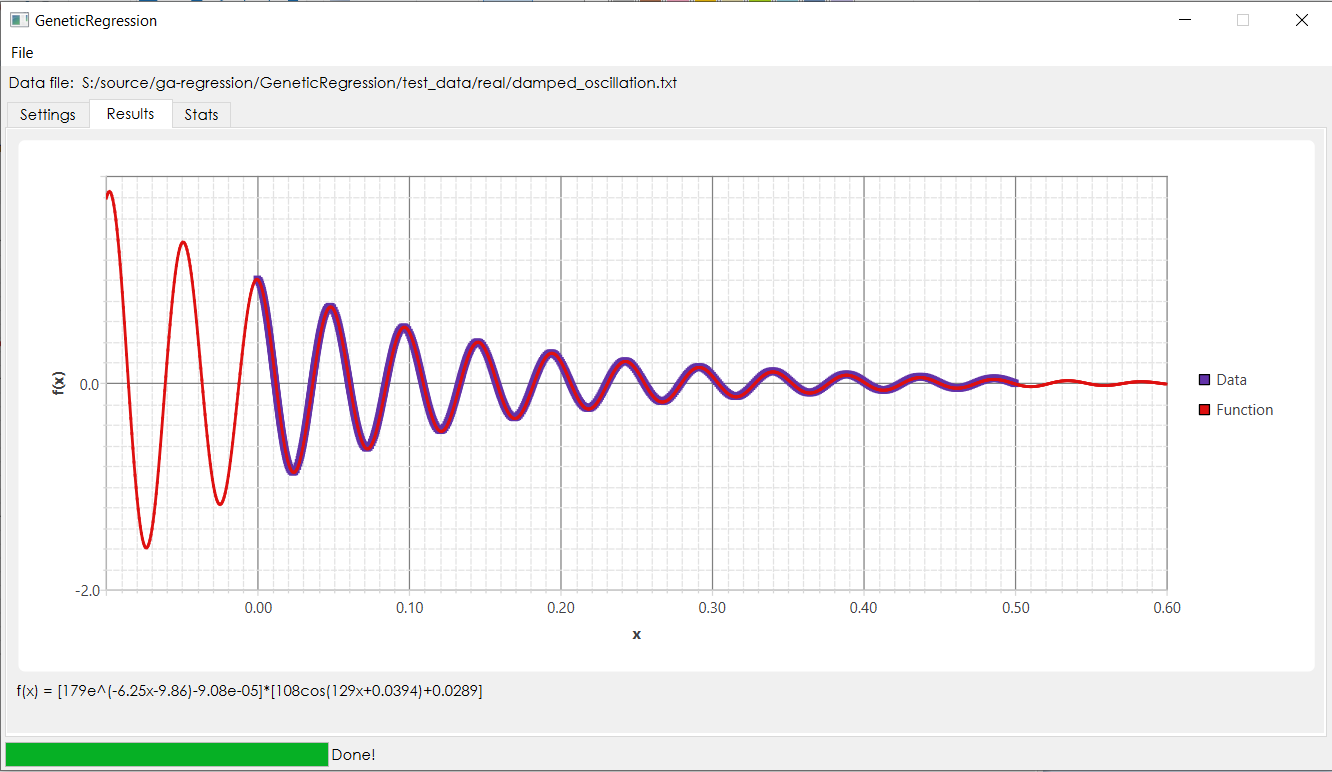 GeneticRegression
File
Data file: S:/source/ga-regression/GeneticRegression/test_data/real/damped_oscillation.txt
Settings Results Stats
f(x)
0.0
-2.0
0.00 0.10 0.20 0.30 0.40 0.50 0.60
x
Data
Function
f(x) = [179e^(-6.25x-9.86)-9.08e-05]*[108cos(129x+0.0394)+0.0289]
Done!